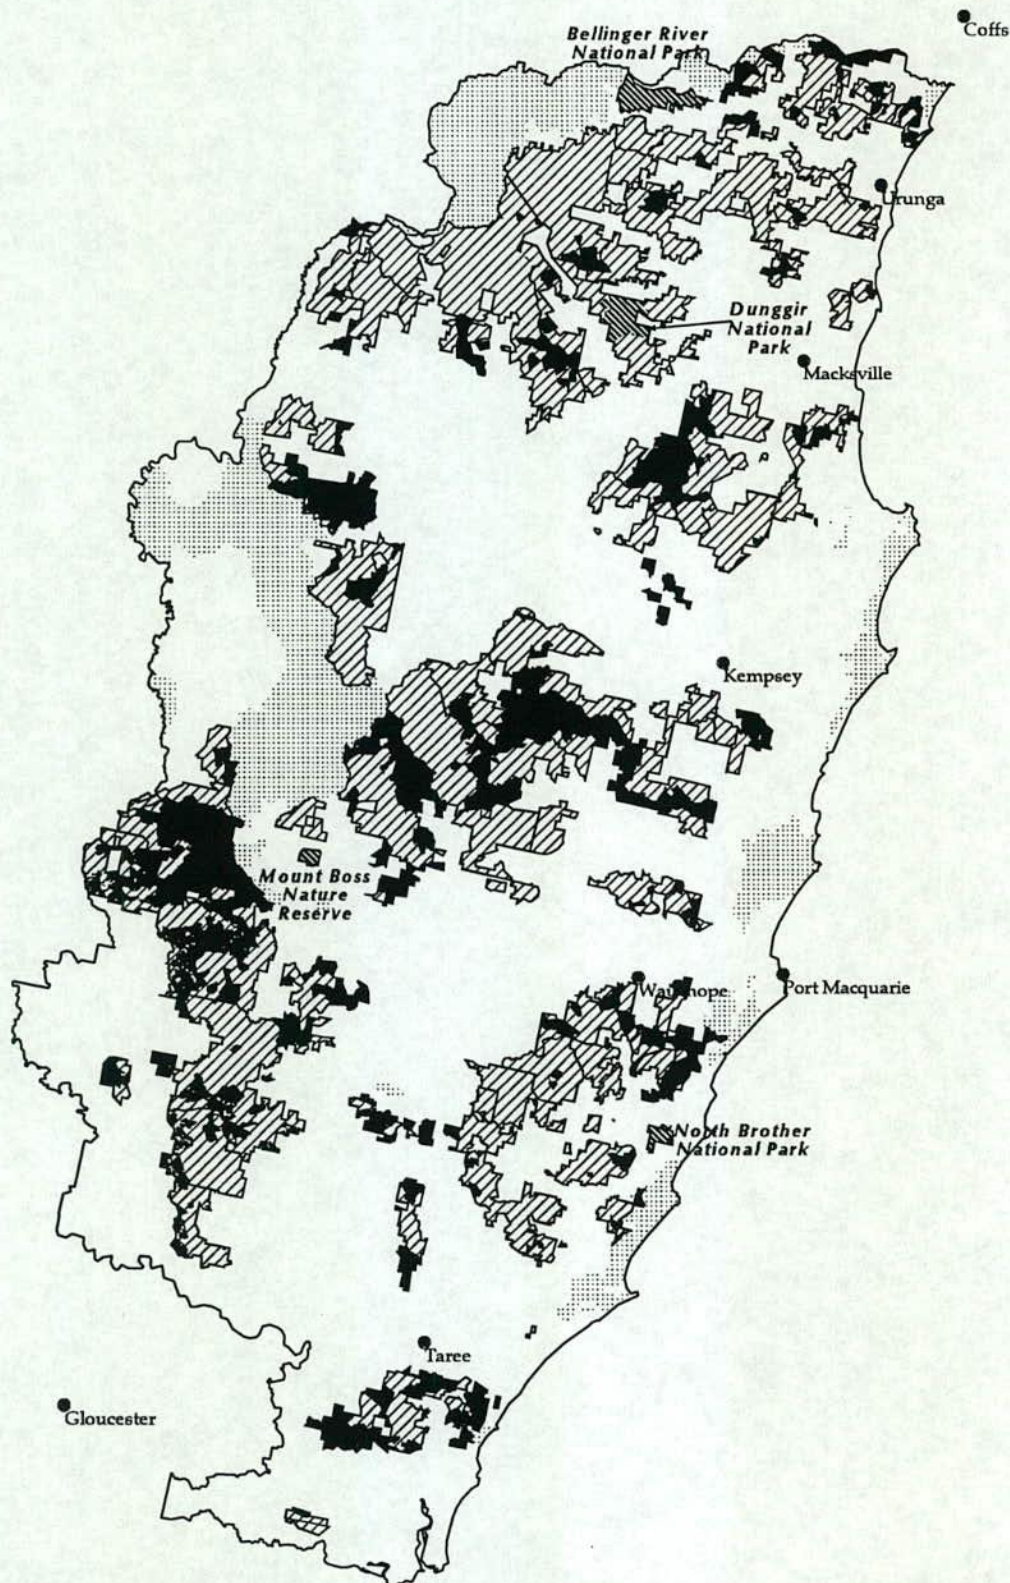 Coffs
Bellinger River
National Park
Urunga
Dunggir
National
Park
Macksville
Kempsey
Mount Boss
Nature
Reserve
Wauchope
Port Macquarie
North Brother
National Park
Taree
Gloucester